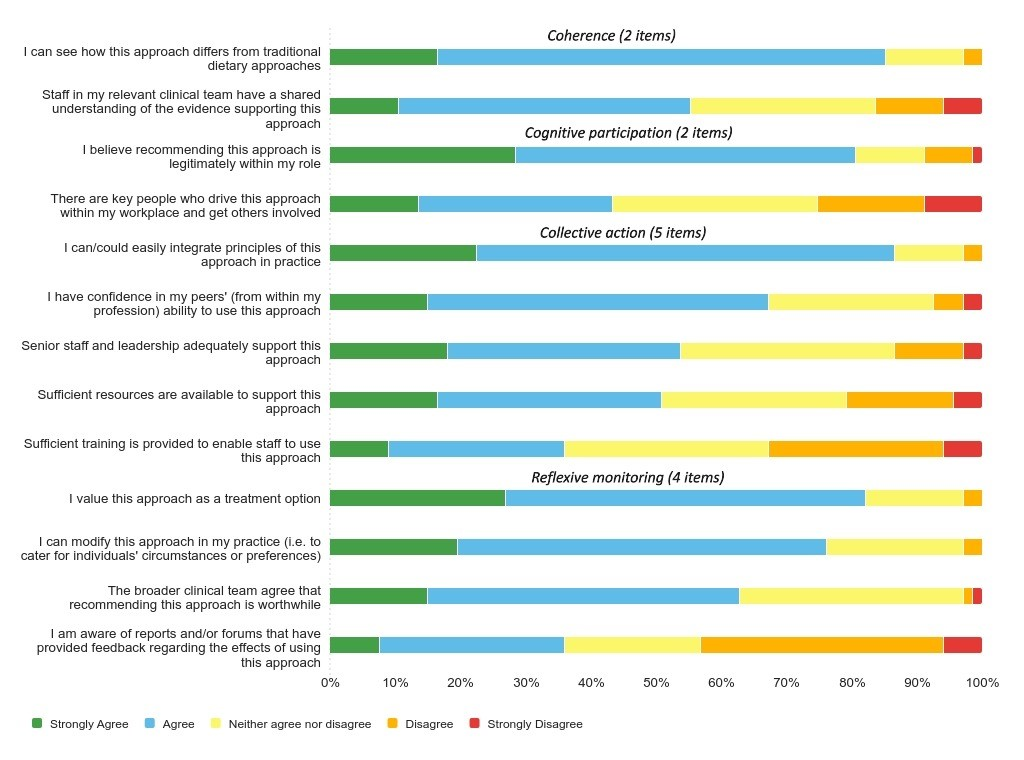 Coherence (2 items)
I can see how this approach differs from traditional
dietary approaches
Staff in my relevant clinical team have a shared
understanding of the evidence supporting this
approach
Cognitive participation (2 items)
I believe recommending this approach is
legitimately within my role
There are key people who drive this approach
within my workplace and get others involved
Collective action (5 items)
I can/could easily integrate principles of this
approach in practice
I have confidence in my peers' (from within my
profession) ability to use this approach
Senior staff and leadership adequately support this
approach
Sufficient resources are available to support this
approach
Sufficient training is provided to enable staff to use
this approach
Reflexive monitoring (4 items)
I value this approach as a treatment option
I can modify this approach in my practice (i.e. to
cater for individuals' circumstances or preferences)
The broader clinical team agree that
recommending this approach is worthwhile
I am aware of reports and/or forums that have
provided feedback regarding the effects of using
this approach
0% 10% 20% 30% 40% 50% 60% 70% 80% 90% 100%
Strongly Agree Agree Neither agree nor disagree Disagree Strongly Disagree